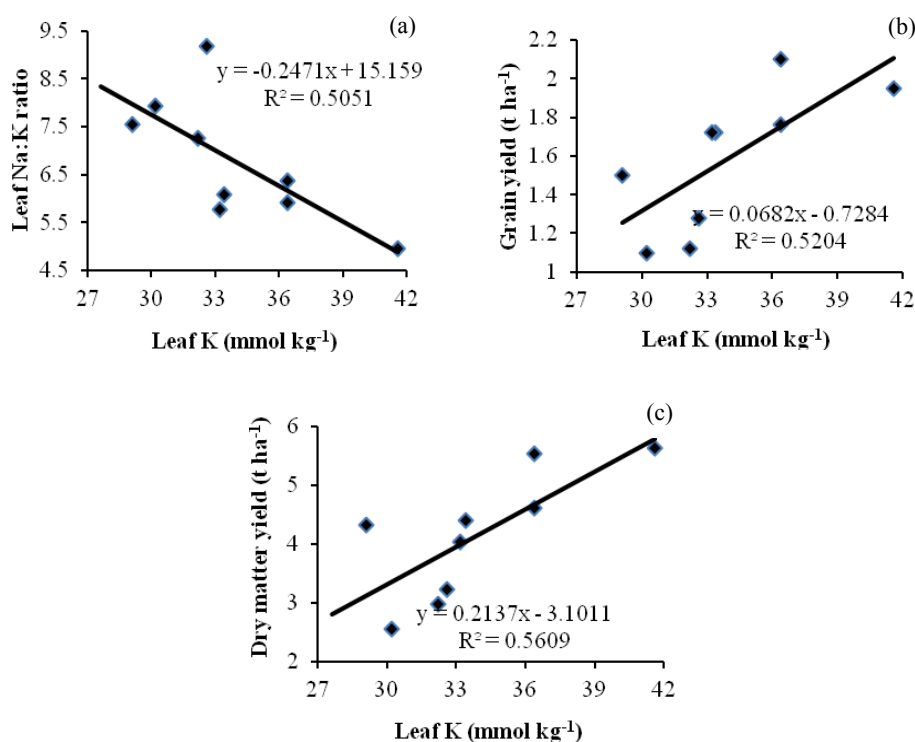 (a)
9.5
8.5
7.5
6.5
5.5
4.5
27 30 33 36 39 42
Leaf Na:K ratio
Leaf K (mmol kg⁻¹)
y = -0.2471x + 15.159
R² = 0.5051
(b)
2.2
2
1.8
1.6
1.4
1.2
1
27 30 33 36 39 42
Grain yield (t ha⁻¹)
Leaf K (mmol kg⁻¹)
y = 0.0682x - 0.7284
R² = 0.5204
(c)
6
5
4
3
2
27 30 33 36 39 42
Dry matter yield (t ha⁻¹)
Leaf K (mmol kg⁻¹)
y = 0.2137x - 3.1011
R² = 0.5609